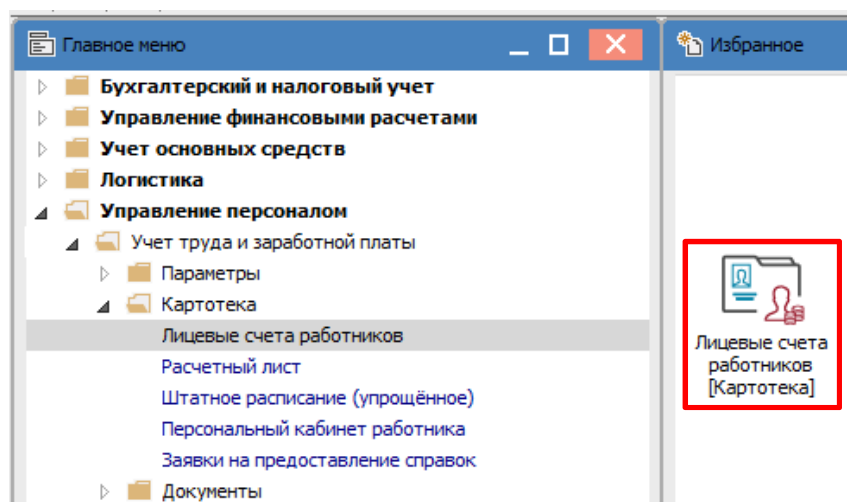 Главное меню
Избранное
Бухгалтерский и налоговый учет
Управление финансовыми расчетами
Учет основных средств
Логистика
Управление персоналом
Учет труда и заработной платы
Параметры
Картотека
Лицевые счета работников
Расчетный лист
Штатное расписание (упрощённое)
Персональный кабинет работника
Заявки на предоставление справок
Документы
Лицевые счета
работников
[Картотека]